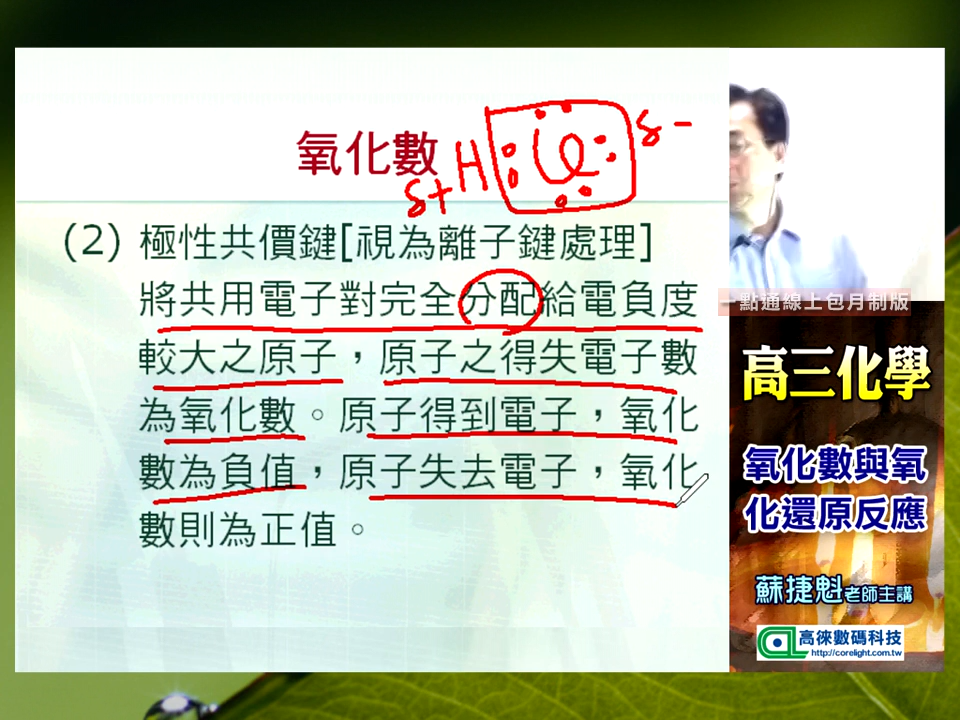 氧化數
δ+ H Cl δ-
(2) 極性共價鍵[視為離子鍵處理]
將共用電子對完全分配給電負度
較大之原子，原子之得失電子數
為氧化數。原子得到電子，氧化
數為負值，原子失去電子，氧化
數則為正值。
一點通線上包月制版
高三化學
氧化數與氧
化還原反應
蘇捷魁老師主講
高徠數碼科技
http://corelight.com.tw